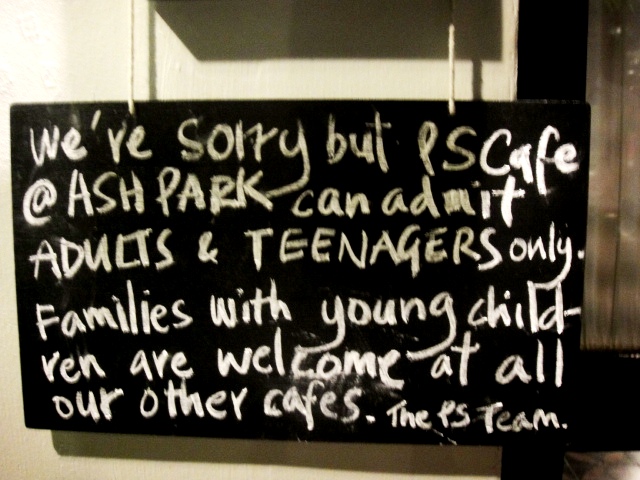 We're sorry but PSCafe
@ ASH PARK can admit
ADULTS & TEENAGERS only.
Families with young child-
ren are welcome at all
our other cafes. The PS Team.